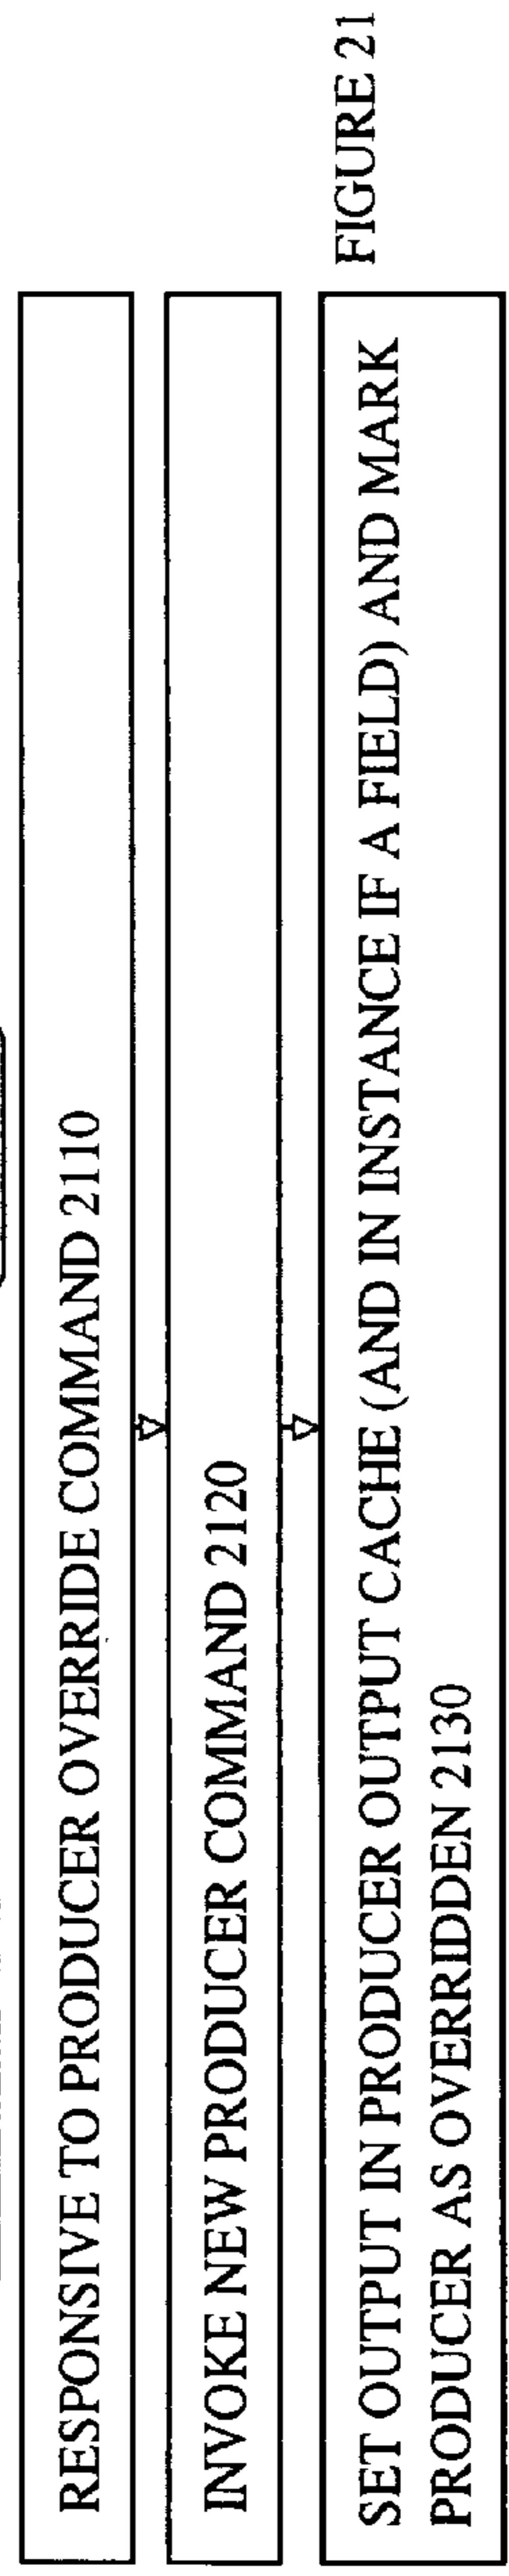 RESPONSIVE TO PRODUCER OVERRIDE COMMAND 2110
INVOKE NEW PRODUCER COMMAND 2120
SET OUTPUT IN PRODUCER OUTPUT CACHE (AND IN INSTANCE IF A FIELD) AND MARK
PRODUCER AS OVERRIDDEN 2130
FIGURE 21